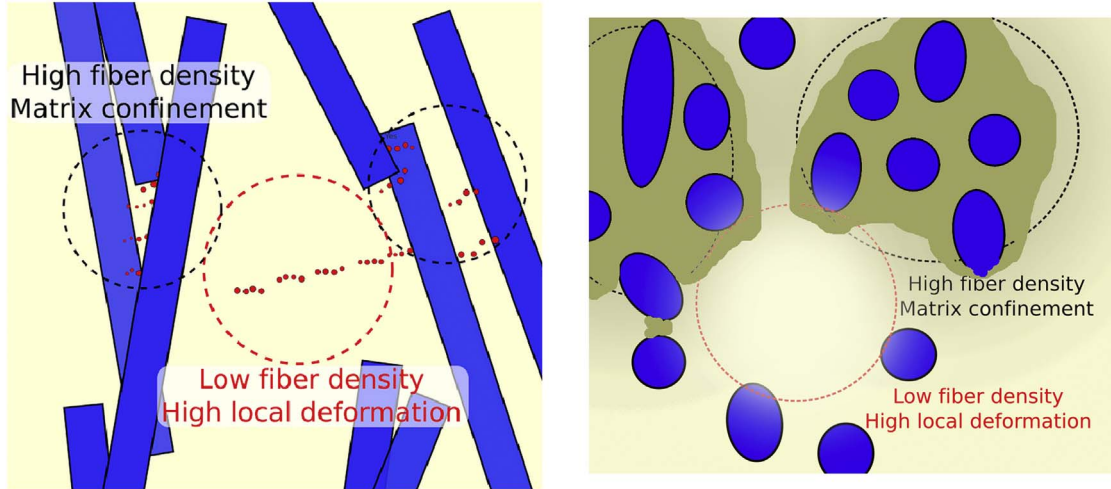 High fiber density
Matrix confinement
Low fiber density
High local deformation
High fiber density
Matrix confinement
Low fiber density
High local deformation